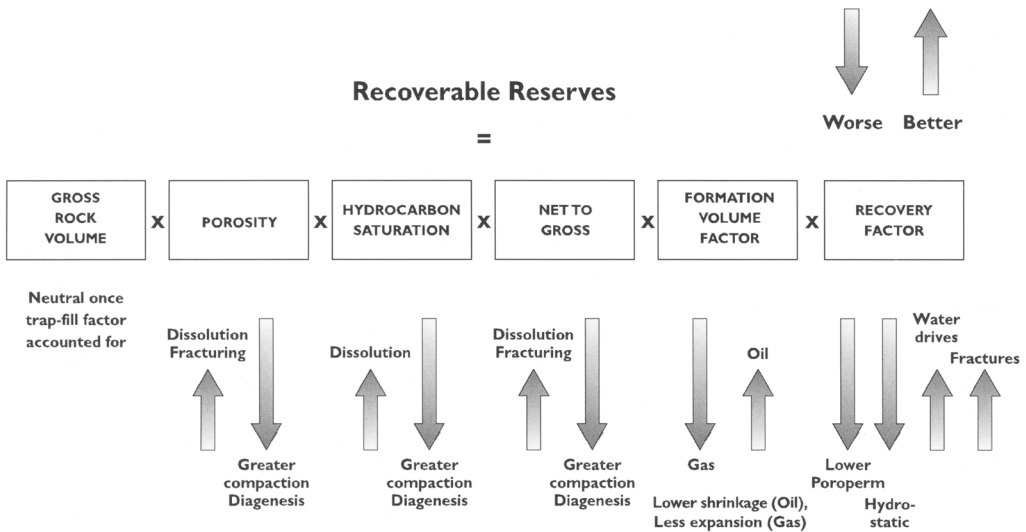 Worse Better
Recoverable Reserves
=
GROSS
ROCK
VOLUME
x
POROSITY
x
HYDROCARBON
SATURATION
x
NET TO
GROSS
x
FORMATION
VOLUME
FACTOR
x
RECOVERY
FACTOR
Neutral once
trap-fill factor
accounted for
Dissolution
Fracturing
Greater
compaction
Diagenesis
Dissolution
Greater
compaction
Diagenesis
Dissolution
Fracturing
Greater
compaction
Diagenesis
Oil
Gas
Lower shrinkage (Oil),
Less expansion (Gas)
Water
drives
Fractures
Lower
Poroperm
Hydro-
static